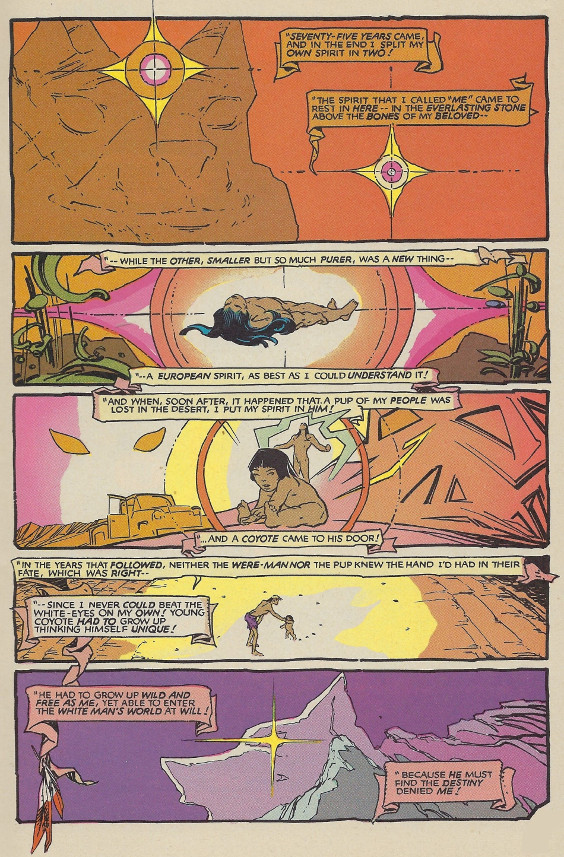 "SEVENTY-FIVE YEARS CAME,
AND IN THE END I SPLIT MY
OWN SPIRIT IN TWO!
"THE SPIRIT THAT I CALLED "ME" CAME TO
REST IN HERE-- IN THE EVERLASTING STONE
ABOVE THE BONES OF MY BELOVED--
"-- WHILE THE OTHER, SMALLER BUT SO MUCH PURER, WAS A NEW THING--
"--A EUROPEAN SPIRIT, AS BEST AS I COULD UNDERSTAND IT!
"AND WHEN, SOON AFTER, IT HAPPENED THAT A PUP OF MY PEOPLE WAS
LOST IN THE DESERT, I PUT MY SPIRIT IN HIM!
"...AND A COYOTE CAME TO HIS DOOR!
"IN THE YEARS THAT FOLLOWED, NEITHER THE WERE-MAN NOR THE PUP KNEW THE HAND I'D HAD IN THEIR
FATE, WHICH WAS RIGHT--
"--SINCE I NEVER COULD BEAT THE
WHITE-EYES ON MY OWN! YOUNG
COYOTE HAD TO GROW UP
THINKING HIMSELF UNIQUE!
"HE HAD TO GROW UP WILD AND
FREE AS ME, YET ABLE TO ENTER
THE WHITE MAN'S WORLD AT WILL!
"BECAUSE HE MUST
FIND THE DESTINY
DENIED ME!